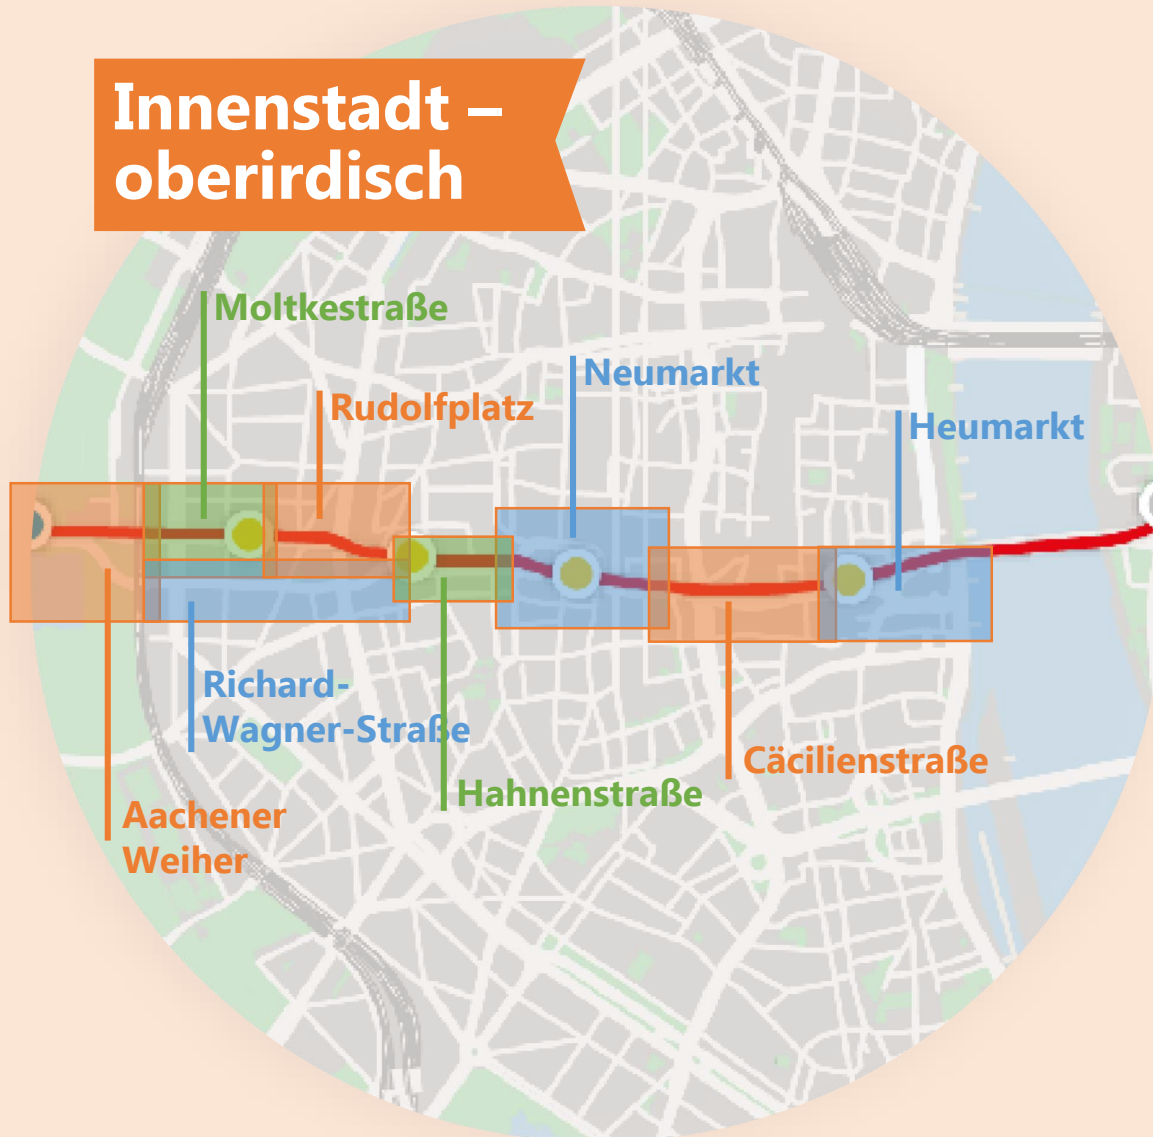 Innenstadt –
oberirdisch
Moltkestraße
Rudolfplatz
Neumarkt
Heumarkt
Richard-
Wagner-Straße
Cäcilienstraße
Hahnenstraße
Aachener
Weiher